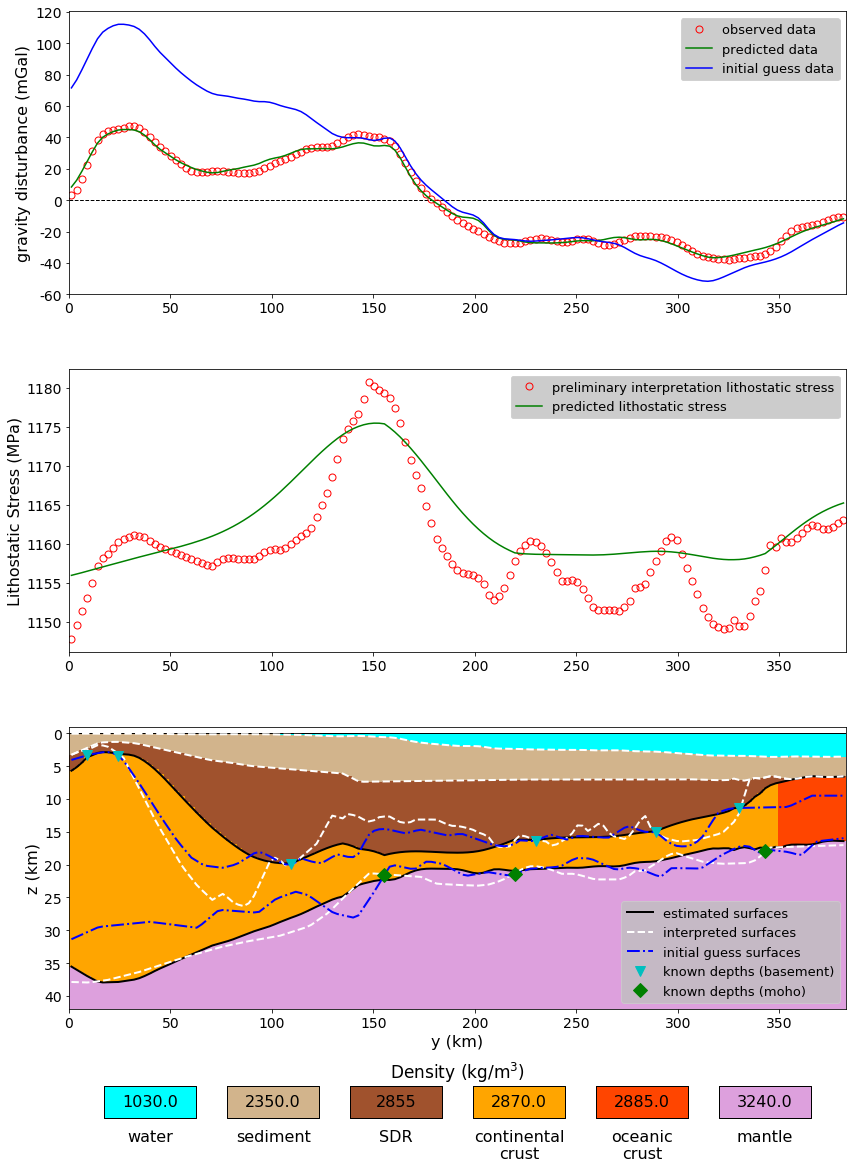 gravity disturbance (mGal)
120
100
80
60
40
20
0
-20
-40
-60
observed data
predicted data
initial guess data
0 50 100 150 200 250 300 350
Lithostatic Stress (MPa)
1180
1175
1170
1165
1160
1155
1150
preliminary interpretation lithostatic stress
predicted lithostatic stress
0 50 100 150 200 250 300 350
z (km)
0
5
10
15
20
25
30
35
40
estimated surfaces
interpreted surfaces
initial guess surfaces
known depths (basement)
known depths (moho)
0 50 100 150 200 250 300 350
y (km)
Density (kg/m³)
1030.0 2350.0 2855 2870.0 2885.0 3240.0
water sediment SDR continental oceanic mantle
crust crust